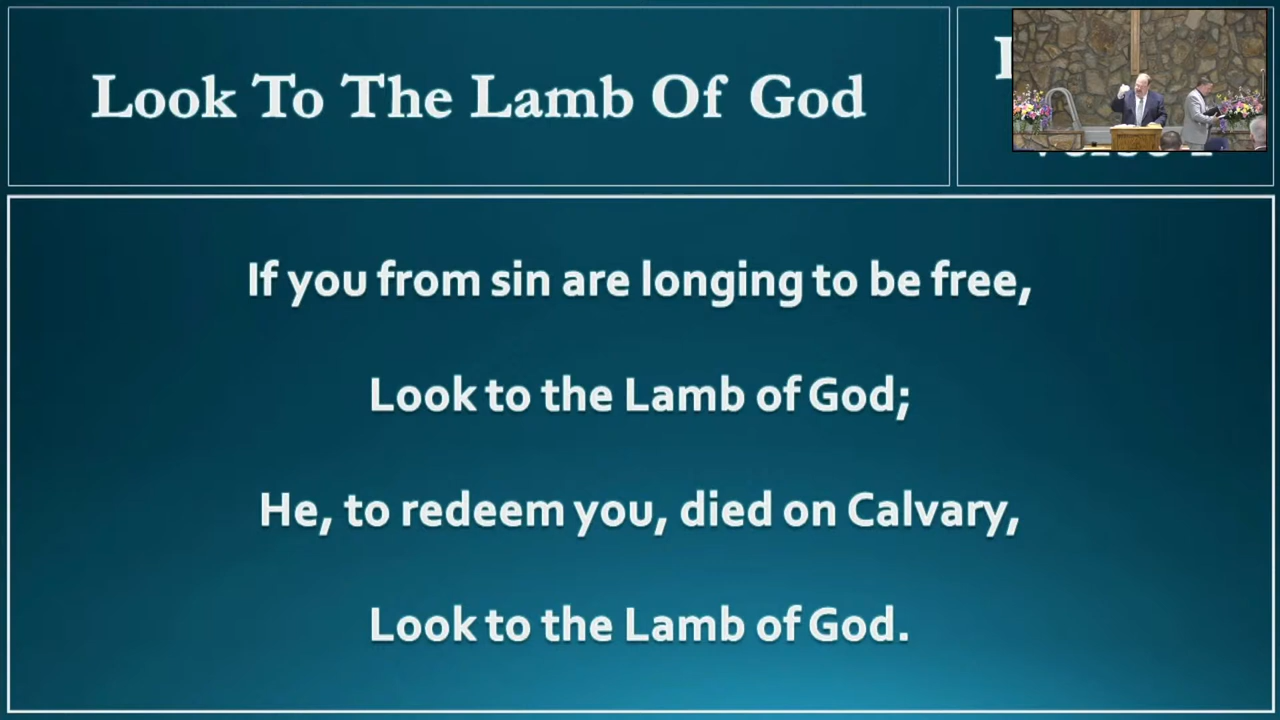 Look To The Lamb Of God
If you from sin are longing to be free,
Look to the Lamb of God;
He, to redeem you, died on Calvary,
Look to the Lamb of God.